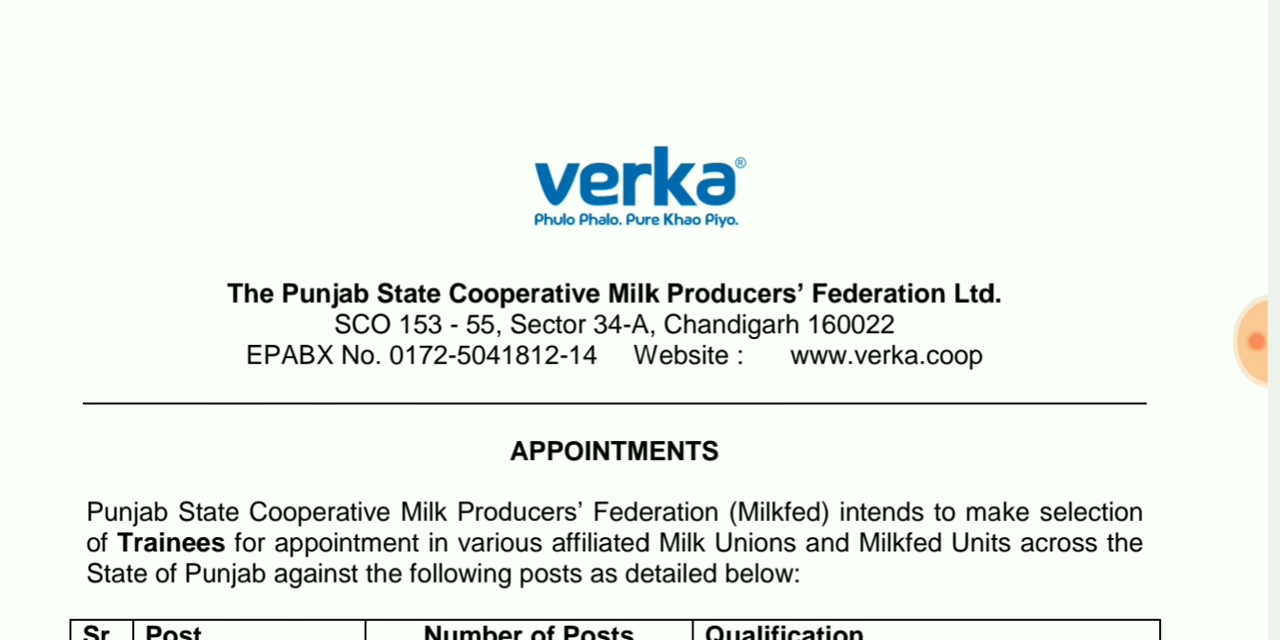 verka®
Phulo Phalo. Pure Khao Piyo.
The Punjab State Cooperative Milk Producers’ Federation Ltd.
SCO 153 - 55, Sector 34-A, Chandigarh 160022
EPABX No. 0172-5041812-14 Website : www.verka.coop
APPOINTMENTS
Punjab State Cooperative Milk Producers’ Federation (Milkfed) intends to make selection
of Trainees for appointment in various affiliated Milk Unions and Milkfed Units across the
State of Punjab against the following posts as detailed below:
Sr Post Number of Posts Qualification